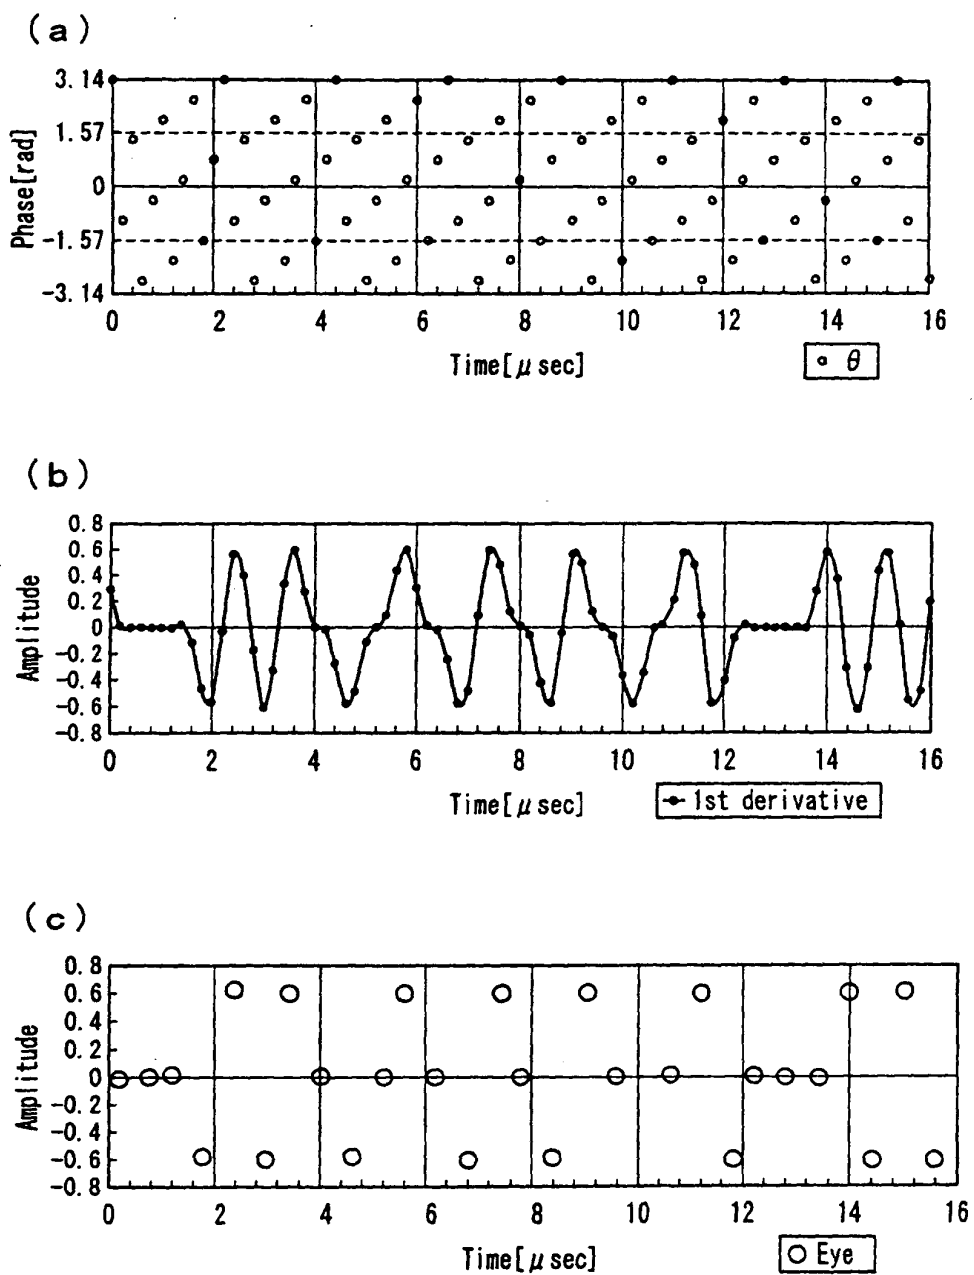 (a)
3.14
1.57
0
-1.57
-3.14
Phase[rad]
0 2 4 6 8 10 12 14 16
Time[μsec]
θ
(b)
0.8
0.6
0.4
0.2
0
-0.2
-0.4
-0.6
-0.8
Amplitude
0 2 4 6 8 10 12 14 16
Time[μsec]
1st derivative
(c)
0.8
0.6
0.4
0.2
0
-0.2
-0.4
-0.6
-0.8
Amplitude
0 2 4 6 8 10 12 14 16
Time[μsec]
Eye